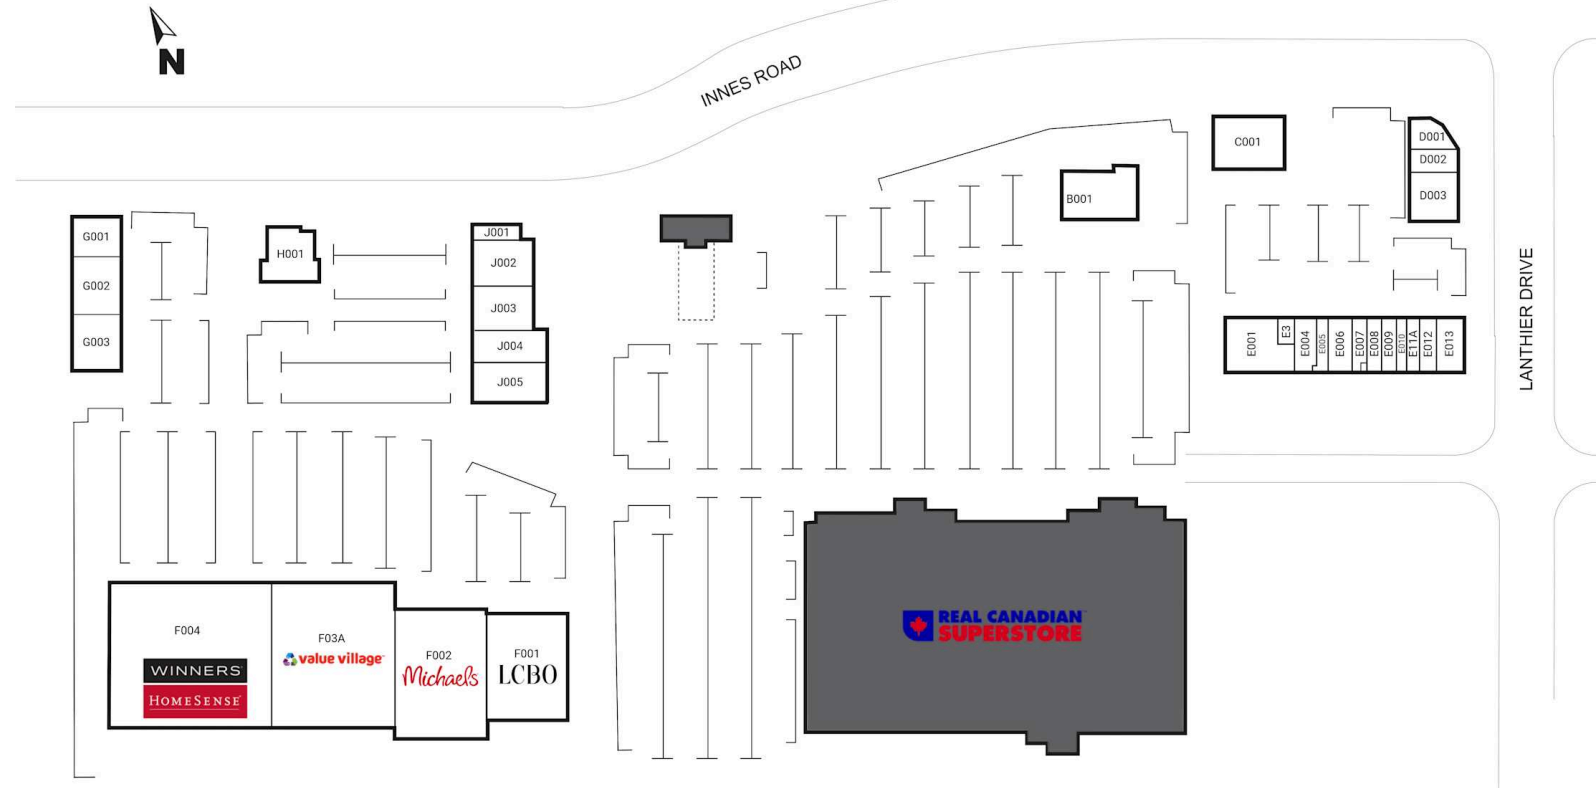 N
INNES ROAD
LANTHIER DRIVE
C001
D001
D002
D003
B001
G001
G002
G003
H001
J001
J002
J003
J004
J005
E001
E3
E004
E005
E006
E007
E008
E009
E010
E11A
E012
E013
F004
WINNERS
HOMESENSE
F03A
value village
F002
Michaels
F001
LCBO
REAL CANADIAN
SUPERSTORE